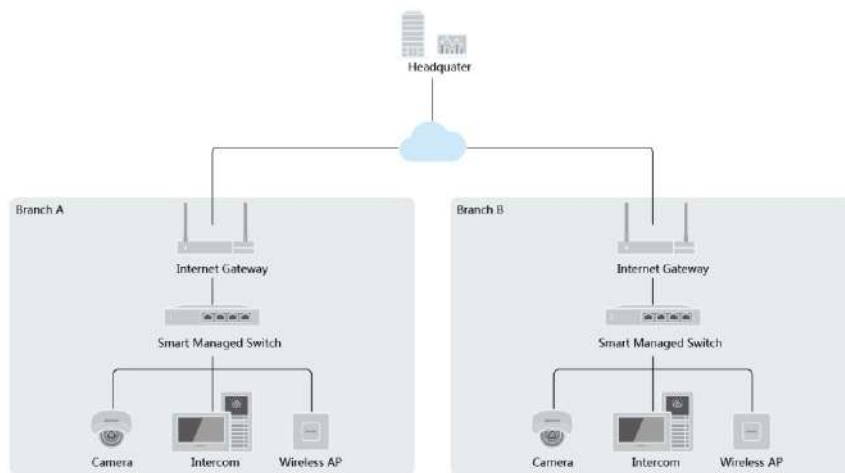 Headquater
Branch A
Branch B
Internet Gateway
Internet Gateway
Smart Managed Switch
Smart Managed Switch
Camera
Intercom
Wireless AP
Camera
Intercom
Wireless AP